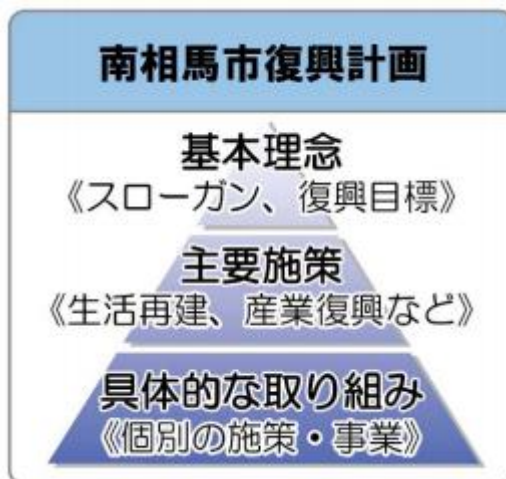 南相馬市復興計画
基本理念
《スローガン、復興目標》
主要施策
《生活再建、産業復興など》
具体的な取り組み
《個別の施策・事業》